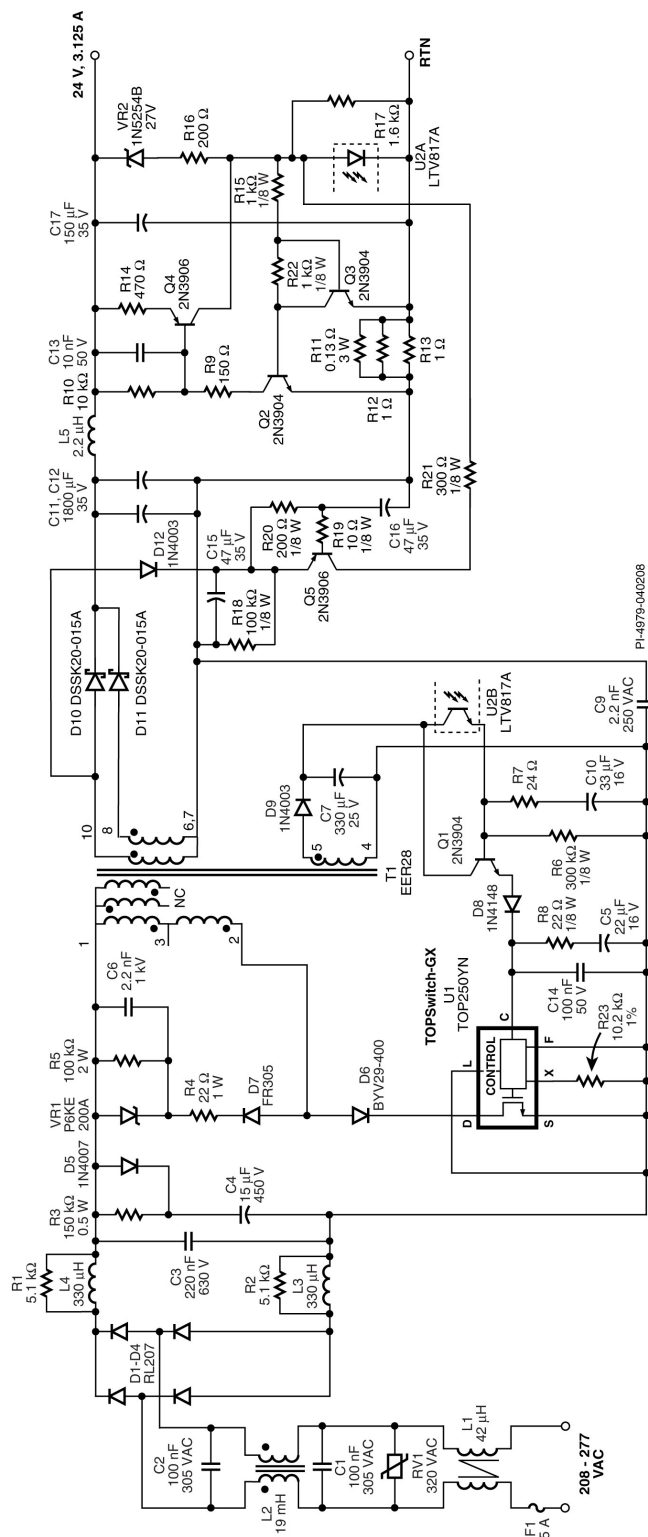 24 V, 3.125 A
RTN
VR2
1N5254B
27V
R16
200 Ω
R17
1.6 kΩ
U2A
LTV817A
R15
1 kΩ
1/8 W
C17
150 µF
35 V
R14
470 Ω
Q4
2N3906
R22
1 kΩ
1/8 W
Q3
2N3904
C13
10 nF
50 V
R10
10 kΩ
R9
150 Ω
Q2
2N3904
R11
0.13 Ω
3 W
R12
1 Ω
R13
1 Ω
L5
2.2 µH
C11, C12
1800 µF
35 V
R21
300 Ω
1/8 W
D12
1N4003
C15
47 µF
35 V
R20
200 Ω
1/8 W
R19
10 Ω
1/8 W
C16
47 µF
35 V
Q5
2N3906
R18
100 kΩ
1/8 W
D10 DSSK20-015A
D11 DSSK20-015A
PI-4979-040208
10
8
6,7
D9
1N4003
C7
330 µF
25 V
5
4
U2B
LTV817A
C9
2.2 nF
250 VAC
T1
EER28
NC
1
3
2
Q1
2N3904
R7
24 Ω
C10
33 µF
16 V
R6
300 kΩ
1/8 W
D8
1N4148
R8
22 Ω
1/8 W
C5
22 µF
16 V
C6
2.2 nF
1 kV
R5
100 kΩ
2 W
VR1
P6KE
200A
R4
22 Ω
1 W
D7
FR305
D6
BYV29-400
TOPSwitch-GX
U1
TOP250YN
CONTROL
D
L
C
S
X
F
C14
100 nF
50 V
R23
10.2 kΩ
1%
D5
1N4007
R3
150 kΩ
0.5 W
C4
15 µF
450 V
C3
220 nF
630 V
R1
5.1 kΩ
L4
330 µH
R2
5.1 kΩ
L3
330 µH
D1-D4
RL207
C2
100 nF
305 VAC
L2
19 mH
C1
100 nF
305 VAC
RV1
320 VAC
L1
42 µH
F1
5 A
208 - 277
VAC